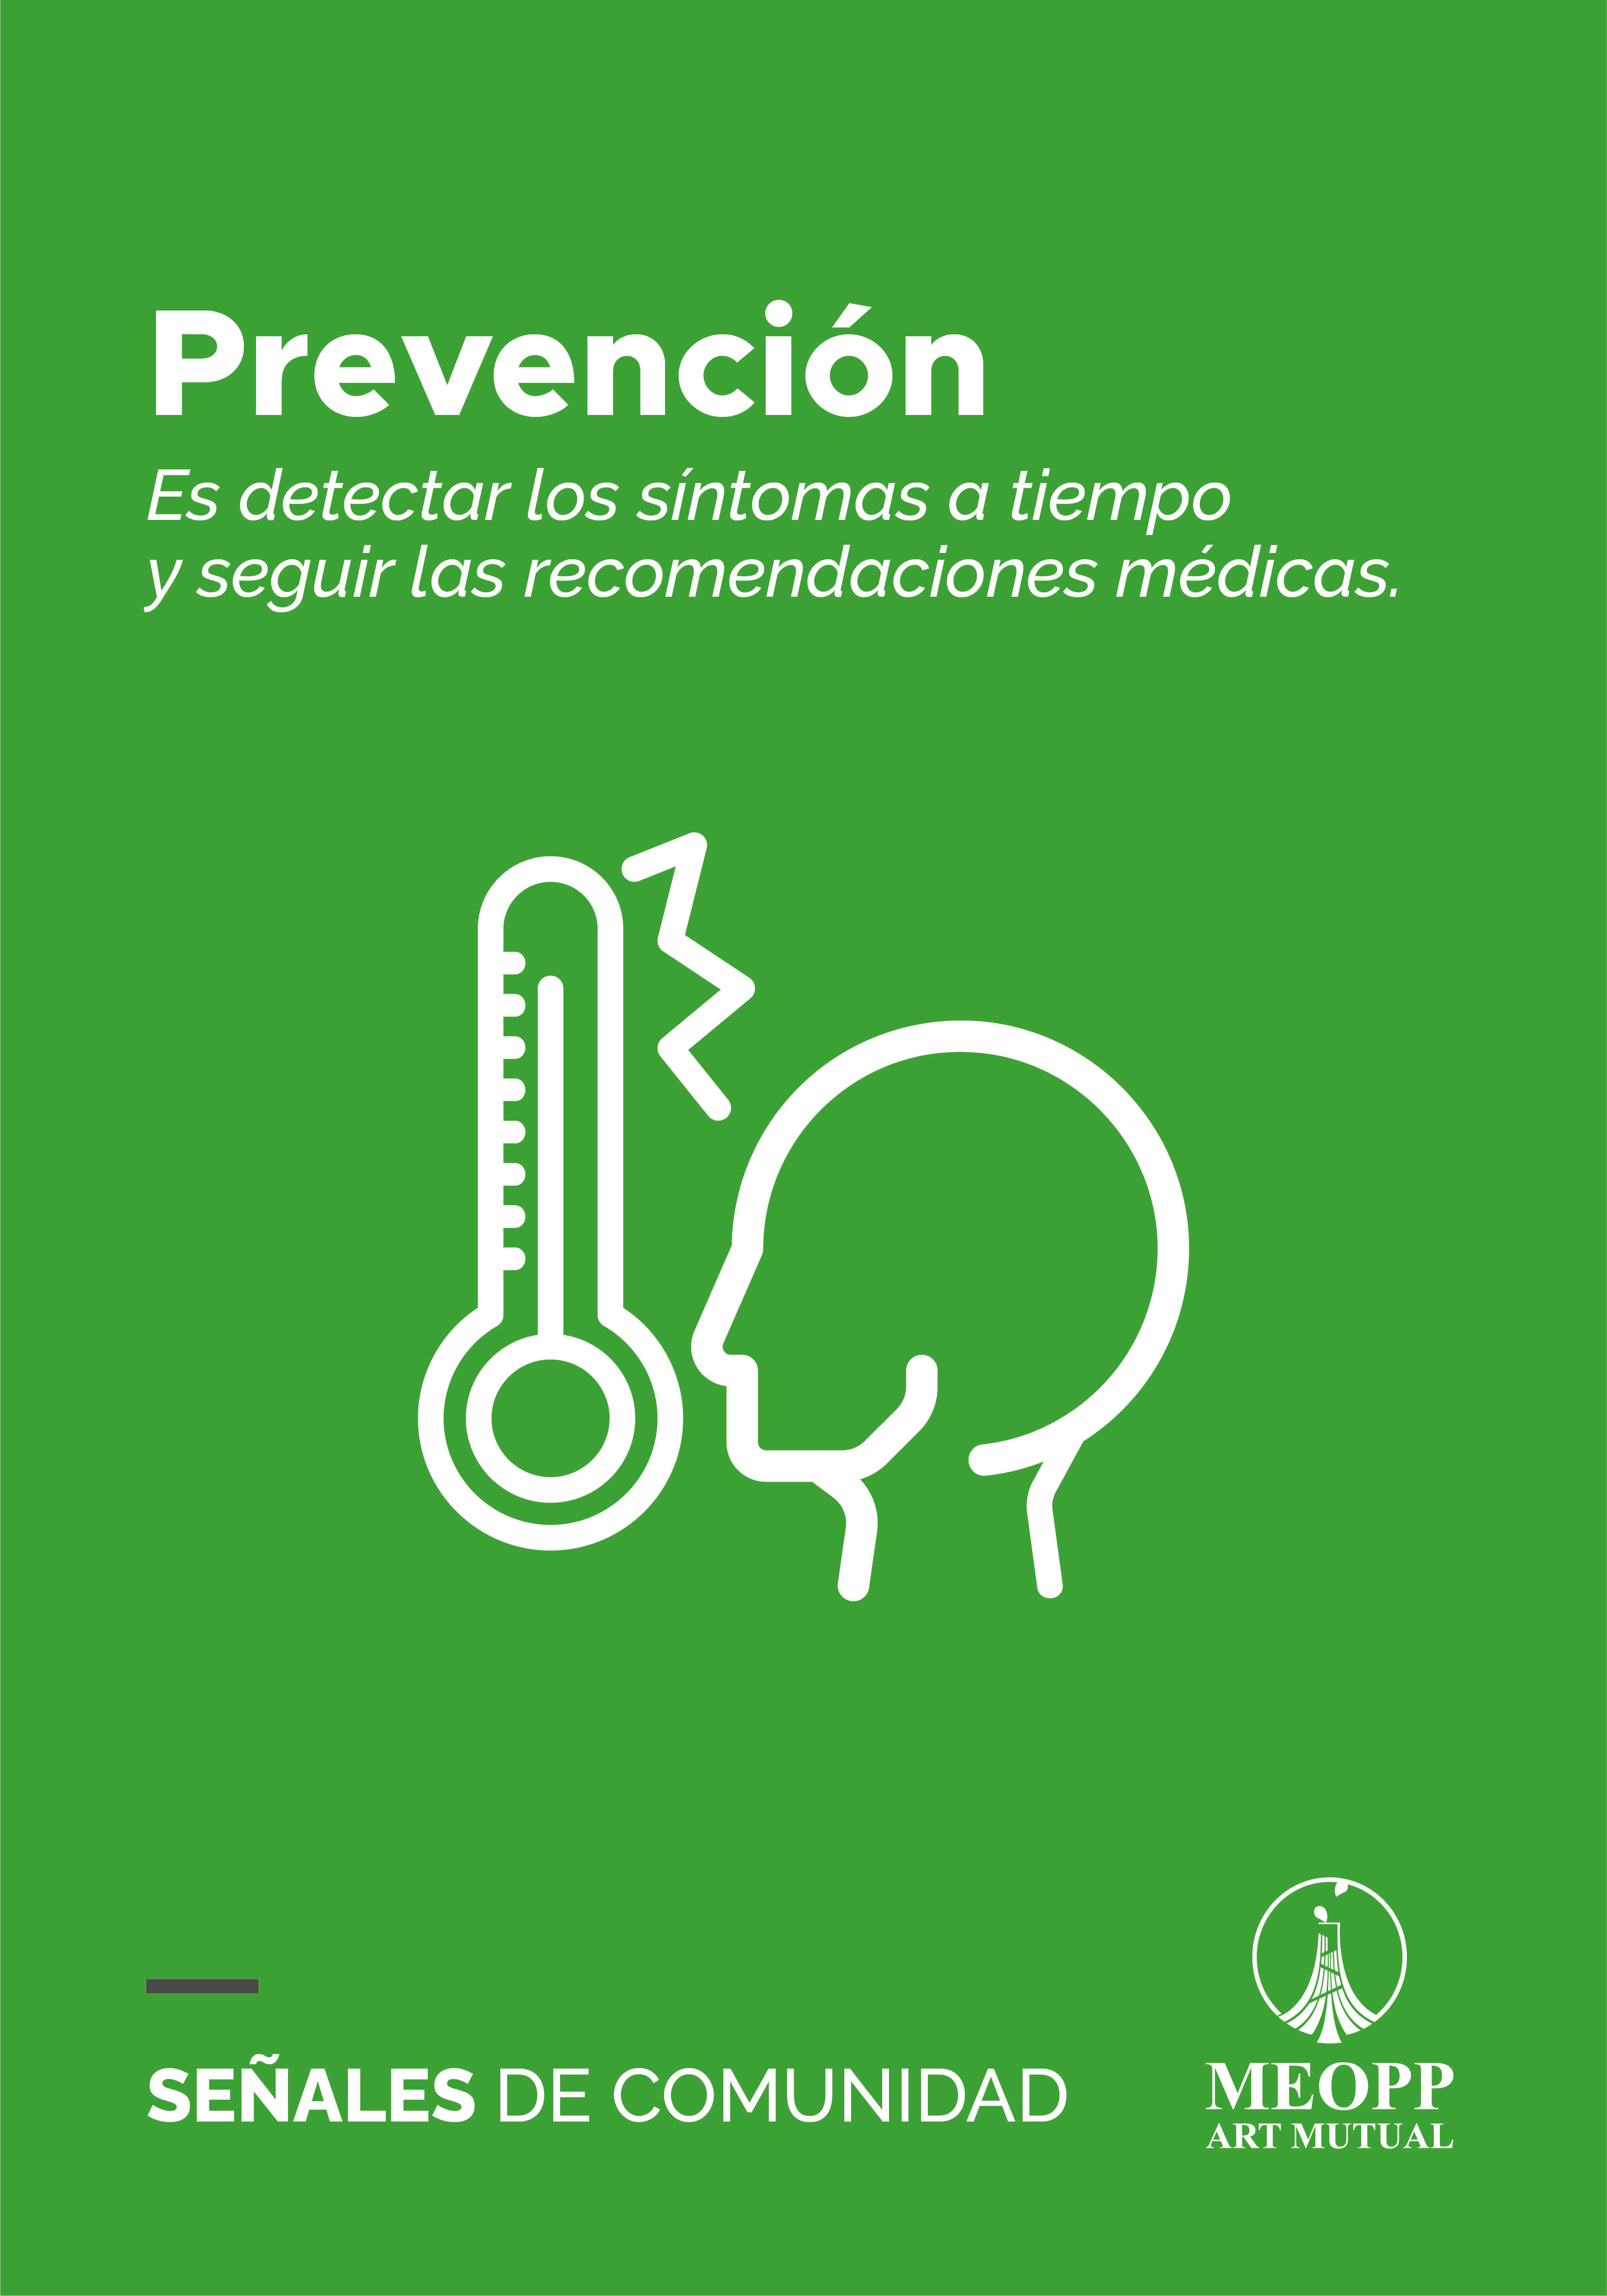 Prevención
Es detectar los síntomas a tiempo
y seguir las recomendaciones médicas.
SEÑALES DE COMUNIDAD
MEOPP
ART MUTUAL